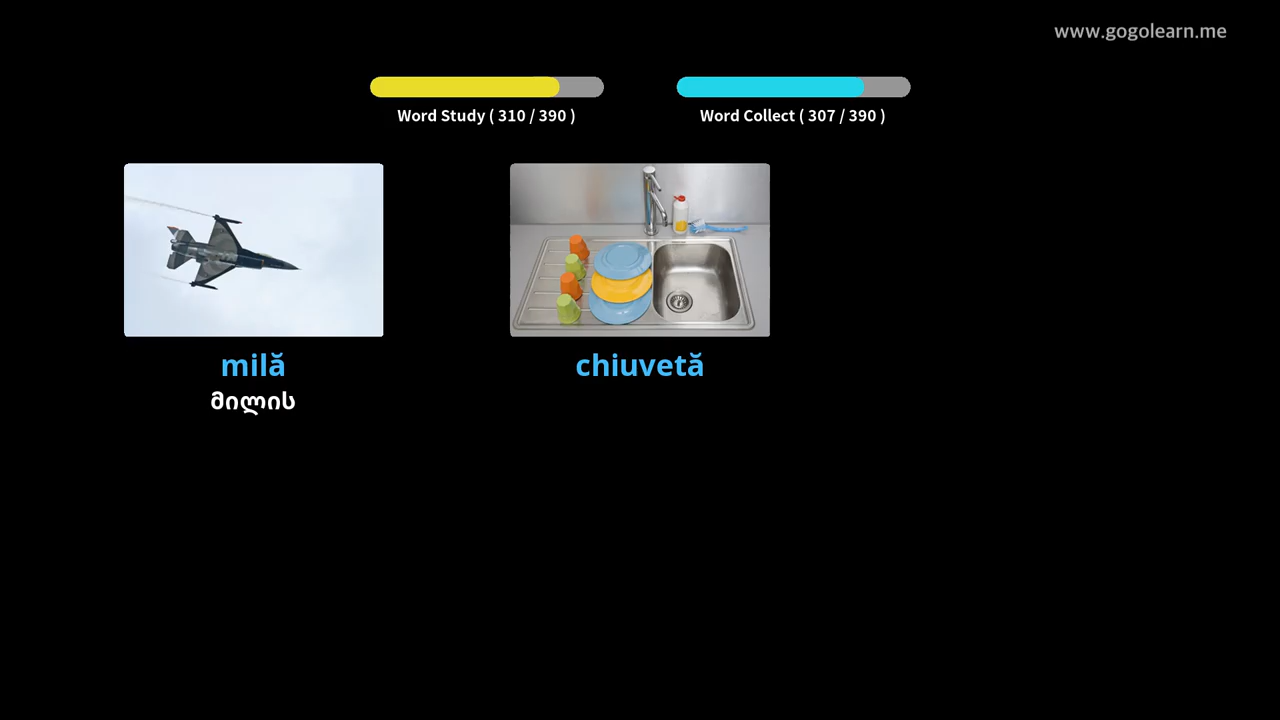 www.gogolearn.me
Word Study ( 310 / 390 )
Word Collect ( 307 / 390 )
milă
მილის
chiuvetă